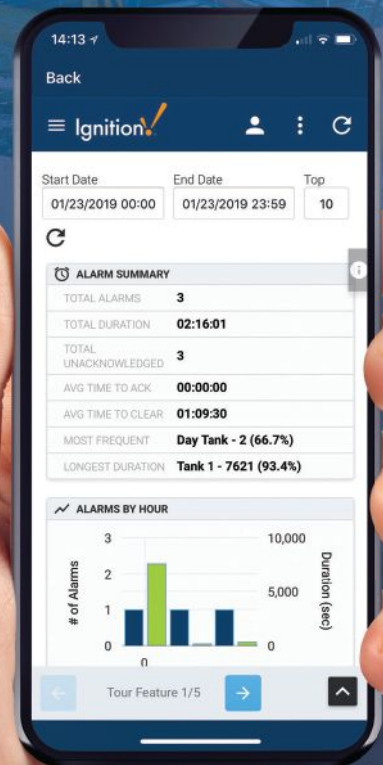 14:13
Back
Ignition!
Start Date End Date Top
01/23/2019 00:00 01/23/2019 23:59 10
ALARM SUMMARY
TOTAL ALARMS 3
TOTAL DURATION 02:16:01
TOTAL
UNACKNOWLEDGED 3
AVG TIME TO ACK 00:00:00
AVG TIME TO CLEAR 01:09:30
MOST FREQUENT Day Tank - 2 (66.7%)
LONGEST DURATION Tank 1 - 7621 (93.4%)
ALARMS BY HOUR
3 10,000
2
5,000
1
0 0
# of Alarms
Duration (sec)
0
Tour Feature 1/5